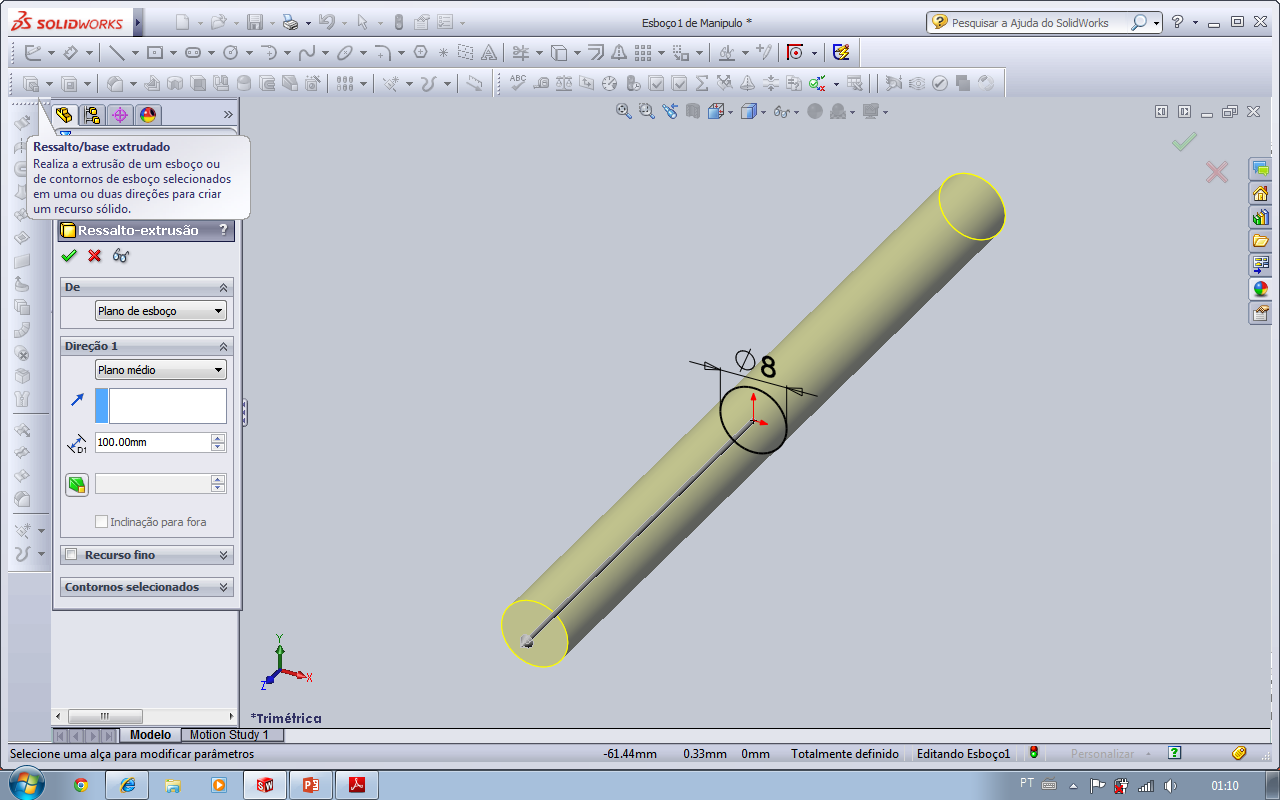 SOLIDWORKS
Esboço1 de Manipulo *
Pesquisar a Ajuda do SolidWorks
?
ABC
Ressalto/base extrudado
Realiza a extrusão de um esboço ou
de contornos de esboço selecionados
em uma ou duas direções para criar
um recurso sólido.
Ressalto-extrusão
?
De
Plano de esboço
Direção 1
Plano médio
D1
100.00mm
Inclinação para fora
Recurso fino
Contornos selecionados
∅8
Y
X
Z
*Trimétrica
Modelo
Motion Study 1
Selecione uma alça para modificar parâmetros
-61.44mm
0.33mm
0mm
Totalmente definido
Editando Esboço1
Personalizar
?
PT
01:10